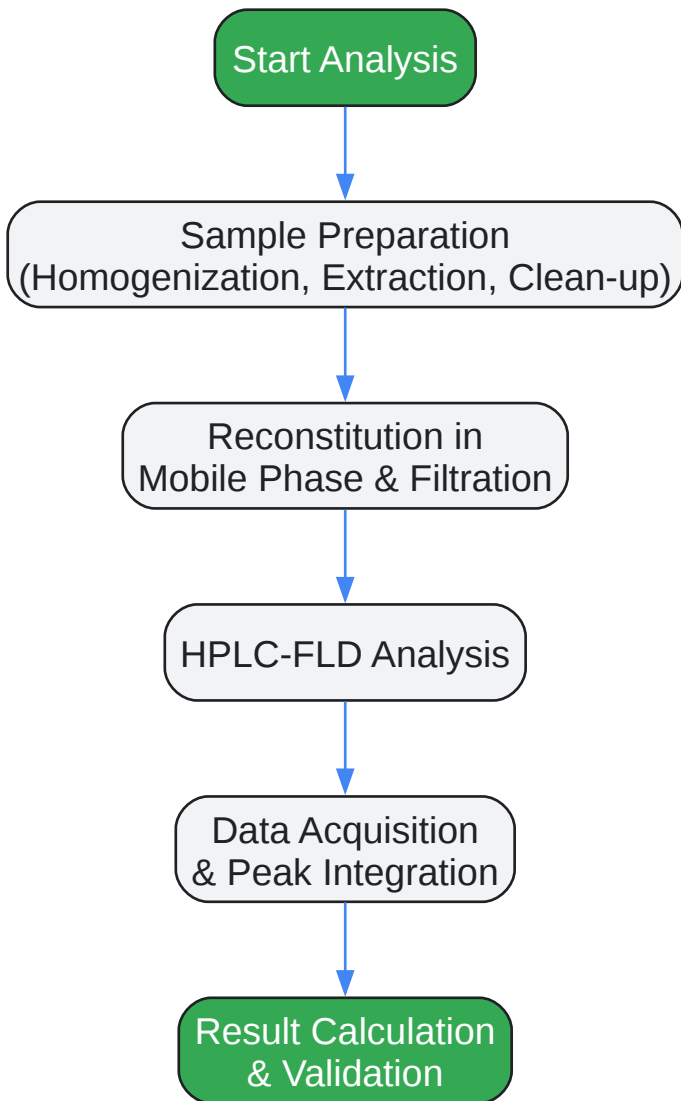 Start Analysis
Sample Preparation
(Homogenization, Extraction, Clean-up)
Reconstitution in
Mobile Phase & Filtration
HPLC-FLD Analysis
Data Acquisition
& Peak Integration
Result Calculation
& Validation